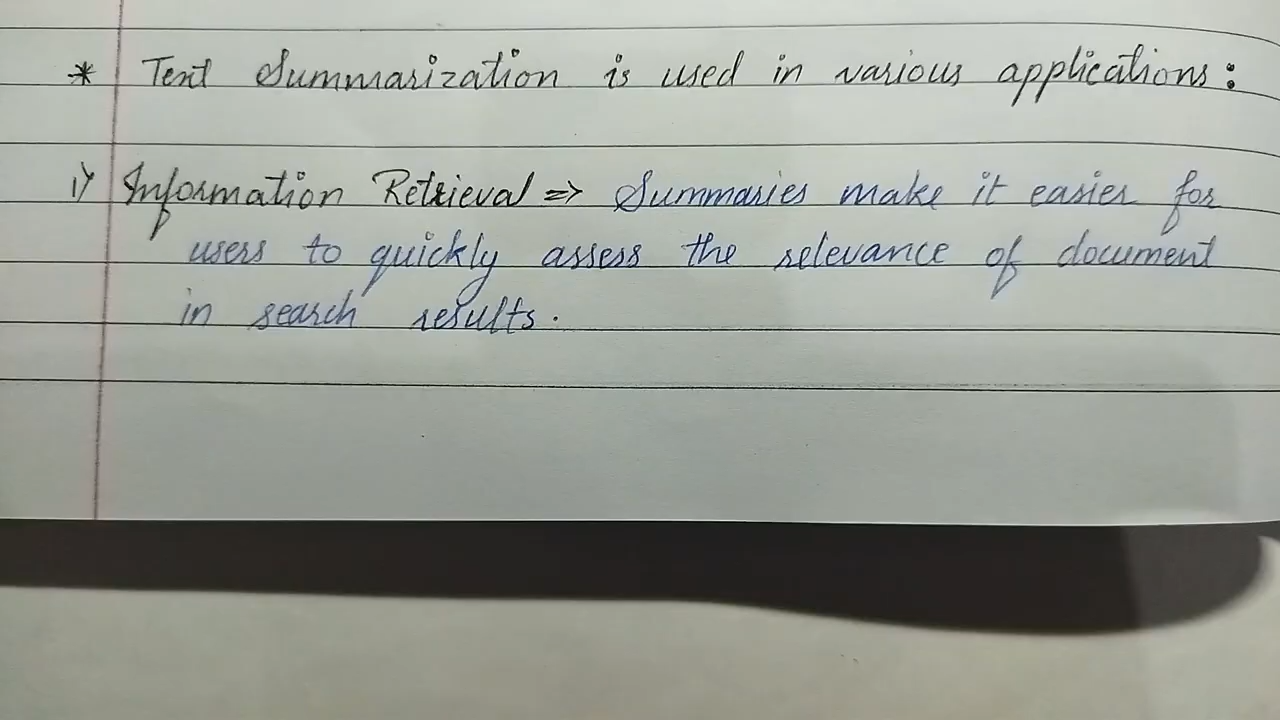 * Text Summarization is used in various applications:
1) Information Retrieval => Summaries make it easier for
users to quickly assess the relevance of document
in search results.